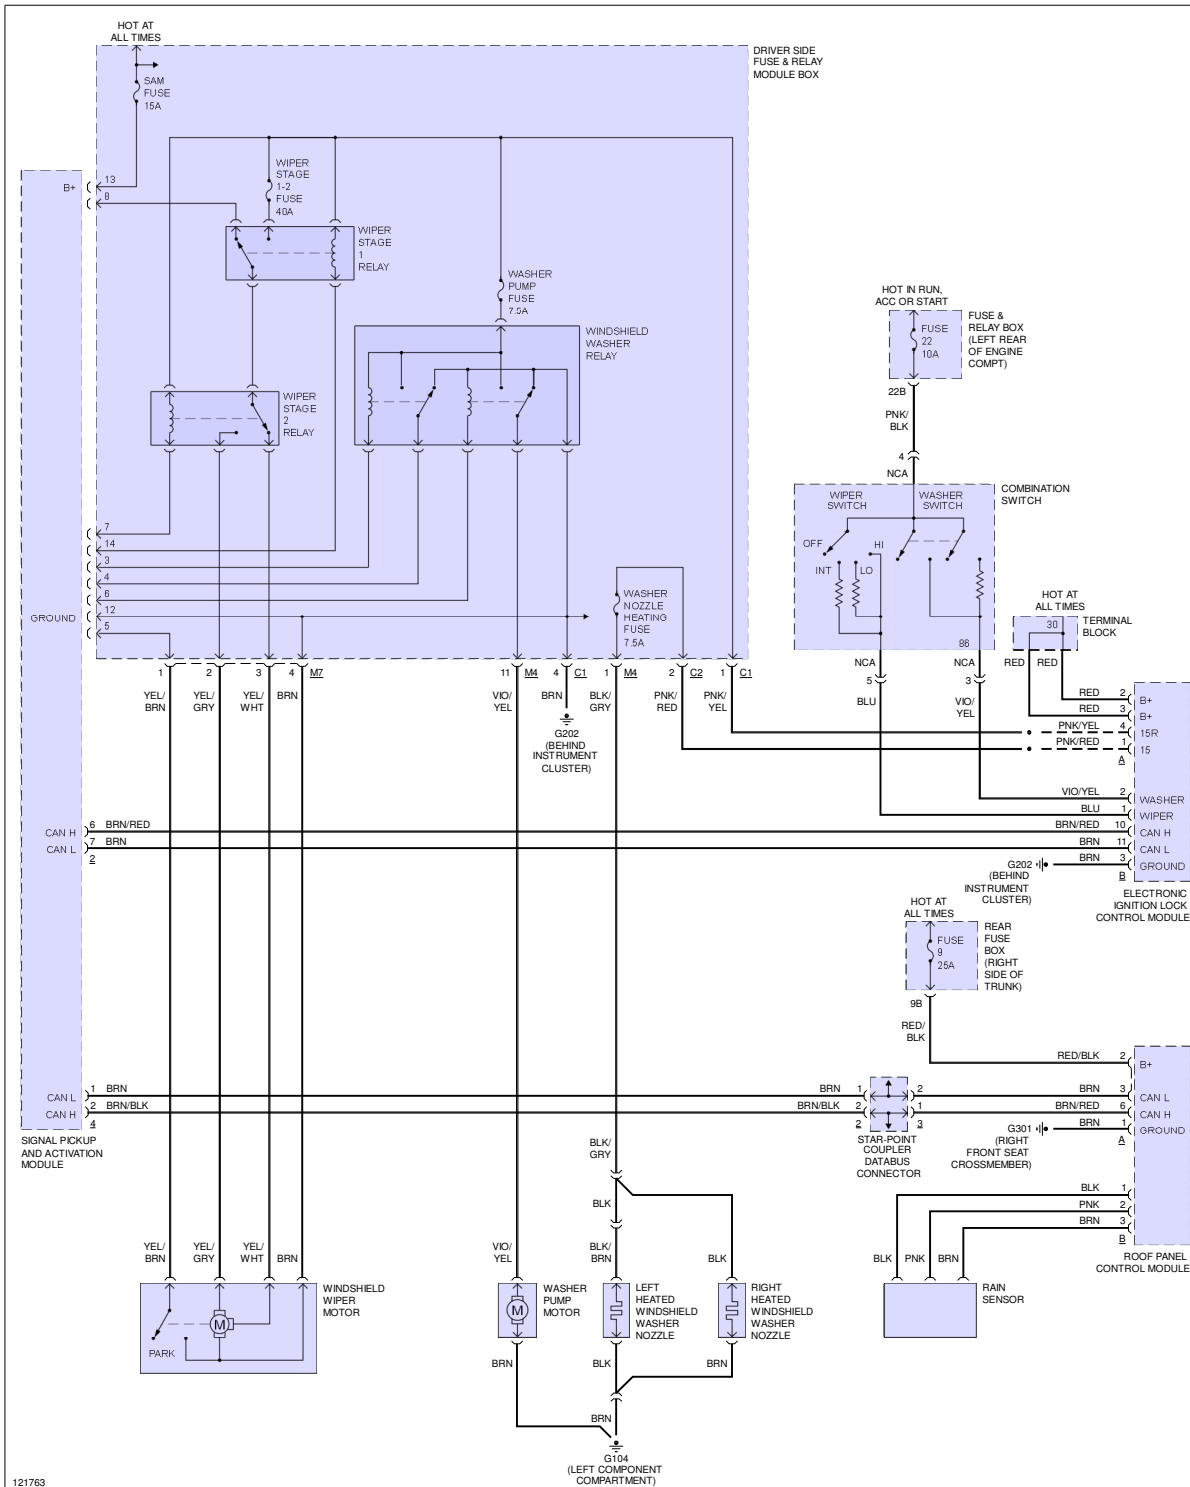 HOT AT
ALL TIMES
DRIVER SIDE
FUSE & RELAY
MODULE BOX
SAM
FUSE
15A
B+
13
8
WIPER
STAGE
1-2
FUSE
40A
WIPER
STAGE
1
RELAY
WASHER
PUMP
FUSE
7.5A
WINDSHIELD
WASHER
RELAY
WIPER
STAGE
2
RELAY
HOT IN RUN,
ACC OR START
FUSE
22
10A
FUSE &
RELAY BOX
(LEFT REAR
OF ENGINE
COMPT)
22B
PNK/
BLK
4
NCA
COMBINATION
SWITCH
WIPER
SWITCH
WASHER
SWITCH
OFF
HI
INT
LO
86
7
14
3
4
6
GROUND
12
5
WASHER
NOZZLE
HEATING
FUSE
7.5A
HOT AT
ALL TIMES
30
TERMINAL
BLOCK
RED
RED
1
2
3
4
M7
11
M4
4
C1
1
M4
2
C2
1
C1
YEL/
BRN
YEL/
GRY
YEL/
WHT
BRN
VIO/
YEL
BRN
BLK/
GRY
PNK/
RED
PNK/
YEL
G202
(BEHIND
INSTRUMENT
CLUSTER)
NCA
5
BLU
NCA
3
VIO/
YEL
RED 2 B+
RED 3 B+
PNK/YEL 4 15R
PNK/RED 1 15
A
VIO/YEL 2 WASHER
BLU 1 WIPER
CAN H 6 BRN/RED
BRN/RED 10 CAN H
CAN L 7 BRN
BRN 11 CAN L
2
G202
(BEHIND
INSTRUMENT
CLUSTER)
BRN 3 GROUND
B
ELECTRONIC
IGNITION LOCK
CONTROL MODULE
HOT AT
ALL TIMES
FUSE
9
25A
REAR
FUSE
BOX
(RIGHT
SIDE OF
TRUNK)
9B
RED/
BLK
RED/BLK 2 B+
CAN L 1 BRN
BRN 1
2
BRN 3 CAN L
CAN H 2 BRN/BLK
BRN/BLK 2
1
BRN/RED 6 CAN H
4
2
3
G301
(RIGHT
FRONT SEAT
CROSSMEMBER)
BRN 1 GROUND
A
SIGNAL PICKUP
AND ACTIVATION
MODULE
STAR-POINT
COUPLER
DATABUS
CONNECTOR
BLK/
GRY
BLK
BLK 1
PNK 2
BRN 3
B
ROOF PANEL
CONTROL MODULE
YEL/
BRN
YEL/
GRY
YEL/
WHT
BRN
VIO/
YEL
BLK/
BRN
BLK
BLK
PNK
BRN
WINDSHIELD
WIPER
MOTOR
M
PARK
M
WASHER
PUMP
MOTOR
LEFT
HEATED
WINDSHIELD
WASHER
NOZZLE
RIGHT
HEATED
WINDSHIELD
WASHER
NOZZLE
RAIN
SENSOR
BRN
BLK
BRN
BRN
G104
(LEFT COMPONENT
COMPARTMENT)
121763